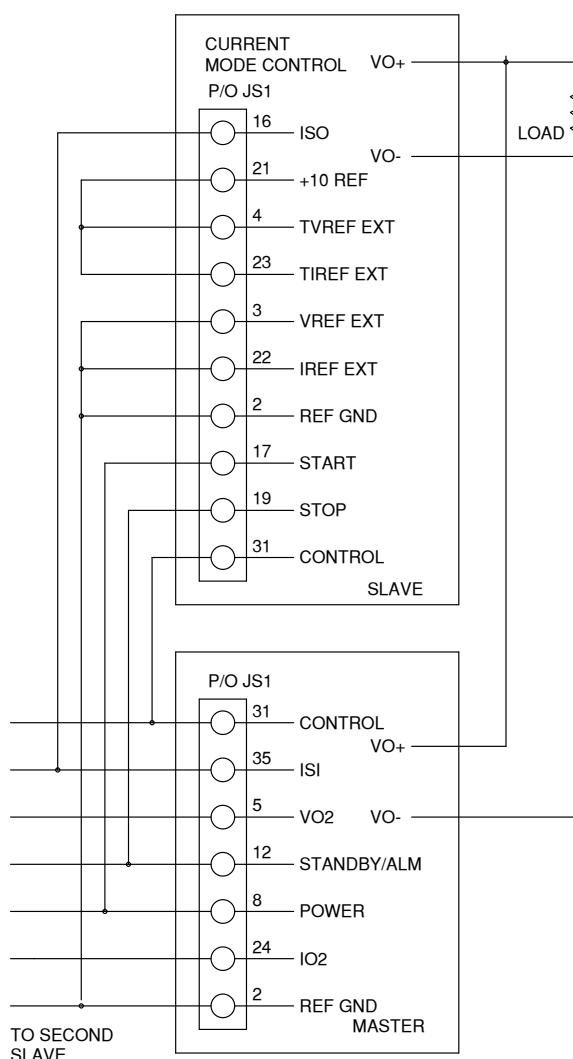 CURRENT
MODE CONTROL
VO+
P/O JS1
16 ISO
LOAD
VO-
21 +10 REF
4 TVREF EXT
23 TIREF EXT
3 VREF EXT
22 IREF EXT
2 REF GND
17 START
19 STOP
31 CONTROL
SLAVE
P/O JS1
31 CONTROL
VO+
35 ISI
5 VO2 VO-
12 STANDBY/ALM
8 POWER
24 IO2
2 REF GND
MASTER
TO SECOND
SLAVE